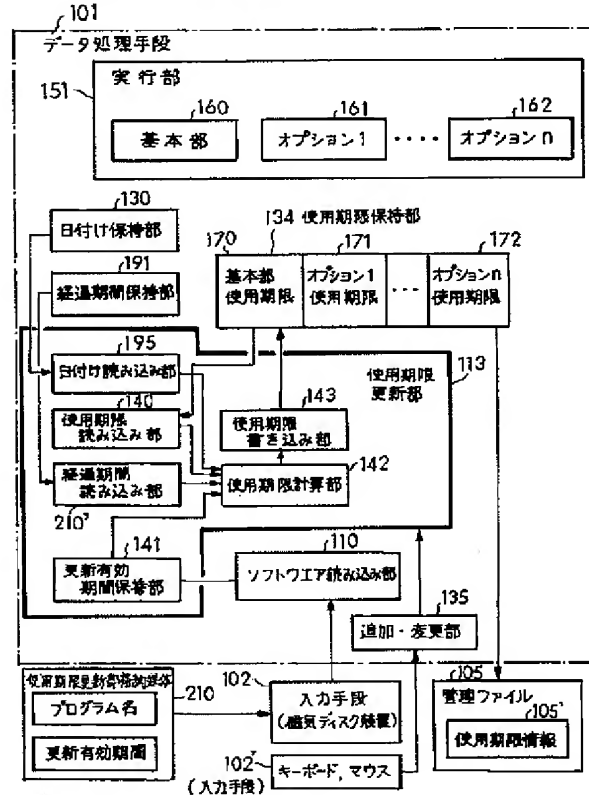 101
データ処理手段
151
実行部
160
基本部
161
オプション1
‥‥
162
オプションn
130
日付け保持部
191
経過期間保持部
134 使用期限保持部
170
基本部
使用期限
171
オプション1
使用期限
‥‥
172
オプションn
使用期限
195
日付け読み込み部
140
使用期限
読み込み部
経過期間
読み込み部
210'
143
使用期限
書き込み部
142
使用期限計算部
使用期限
更新部
113
141
更新有効
期間保持部
110
ソフトウエア読み込み部
135
追加・変更部
使用期限更新部格納媒体
210
プログラム名
更新有効期間
102
入力手段
(磁気ディスク装置)
102'
(入力手段)
キーボード,マウス
105
管理ファイル
105'
使用期限情報